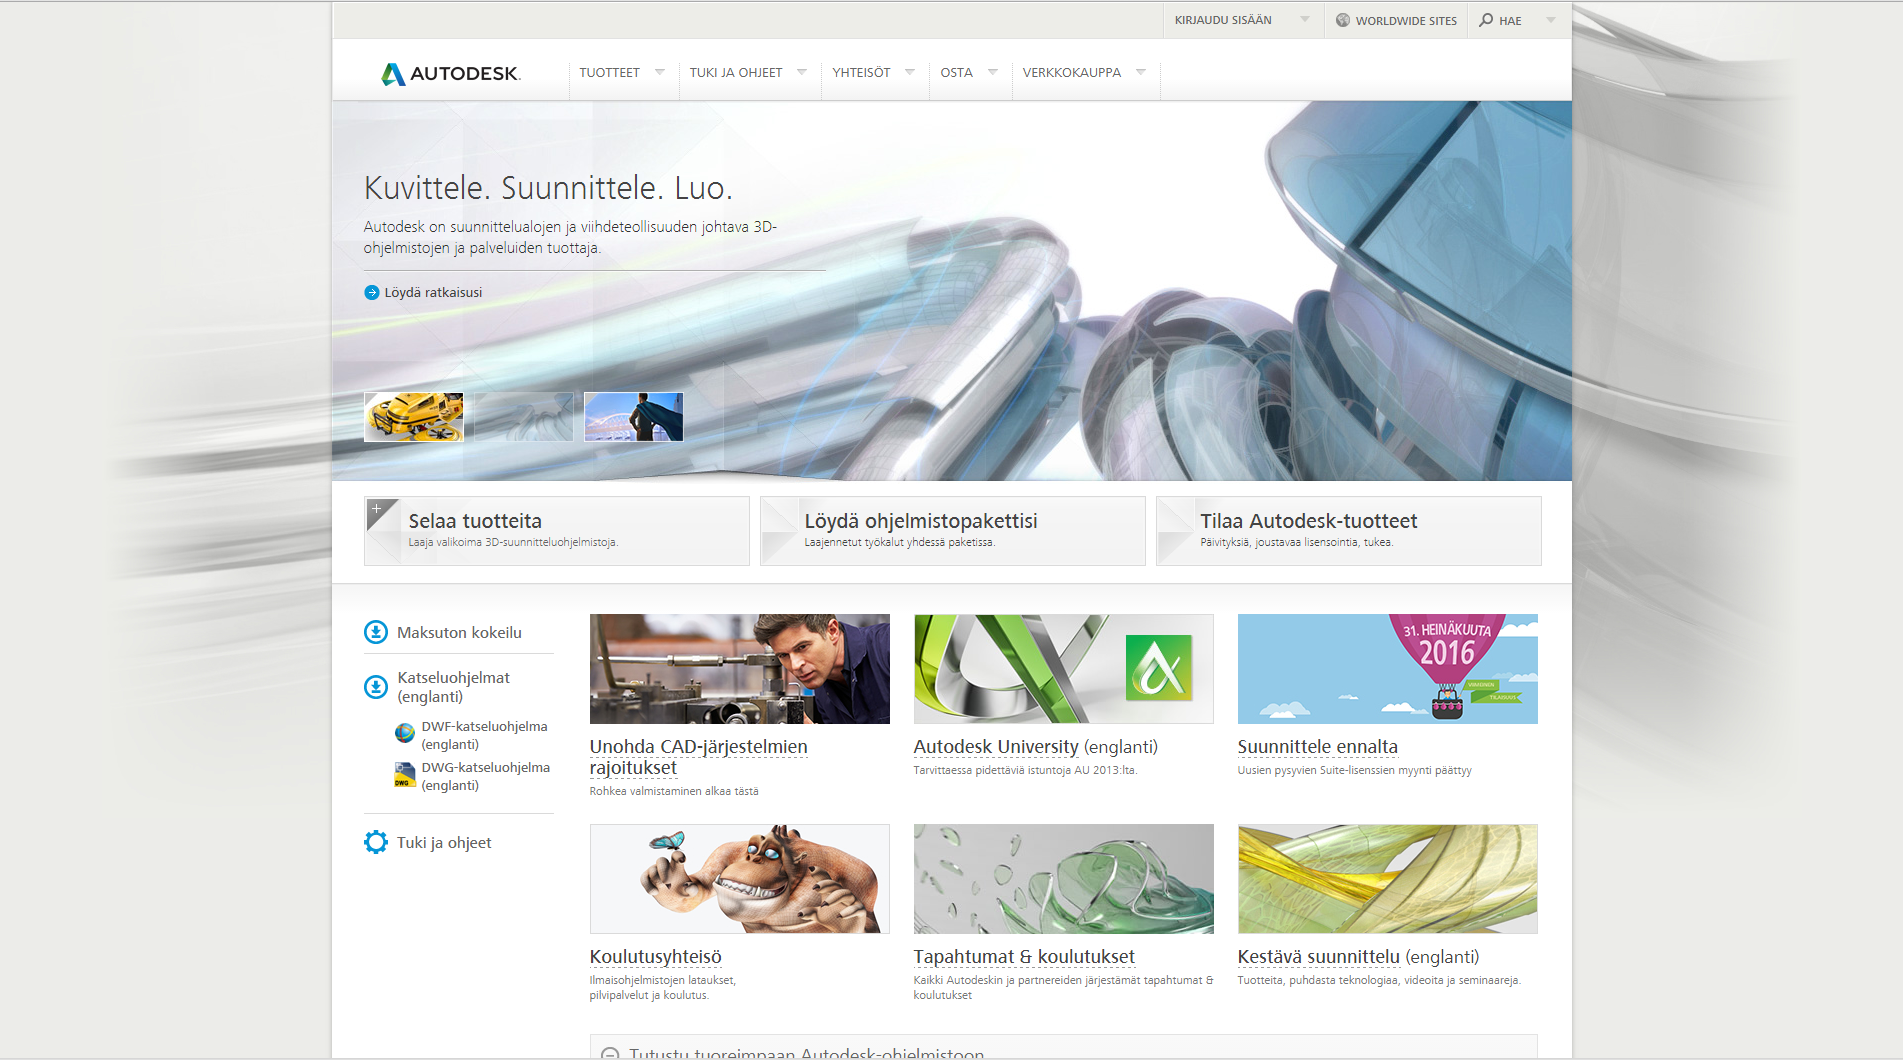 KIRJAUDU SISÄÄN
WORLDWIDE SITES
HAE
AUTODESK.
TUOTTEET
TUKI JA OHJEET
YHTEISÖT
OSTA
VERKKOKAUPPA
Kuvittele. Suunnittele. Luo.
Autodesk on suunnittelualojen ja viihdeteollisuuden johtava 3D-
ohjelmistojen ja palveluiden tuottaja.
Löydä ratkaisusi
Selaa tuotteita
Laaja valikoima 3D-suunnitteluohjelmistoja.
Löydä ohjelmistopakettisi
Laajennetut työkalut yhdessä paketissa.
Tilaa Autodesk-tuotteet
Päivityksiä, joustavaa lisensointia, tukea.
Maksuton kokeilu
Katseluohjelmat
(englanti)
DWF-katseluohjelma
(englanti)
DWG
DWG-katseluohjelma
(englanti)
Tuki ja ohjeet
Unohda CAD-järjestelmien
rajoitukset
Rohkea valmistaminen alkaa tästä
Autodesk University (englanti)
Tarvittaessa pidettäviä istuntoja AU 2013:lta.
31. HEINÄKUUTA
2016
VIIMEINEN
TILAISUUS
Suunnittele ennalta
Uusien pysyvien Suite-lisenssien myynti päättyy
Koulutusyhteisö
Ilmaisohjelmistojen lataukset,
pilvipalvelut ja koulutus.
Tapahtumat & koulutukset
Kaikki Autodeskin ja partnereiden järjestämät tapahtumat &
koulutukset
Kestävä suunnittelu (englanti)
Tuotteita, puhdasta teknologiaa, videoita ja seminaareja.
Tutustu tuoreimpaan Autodesk-ohjelmistoon